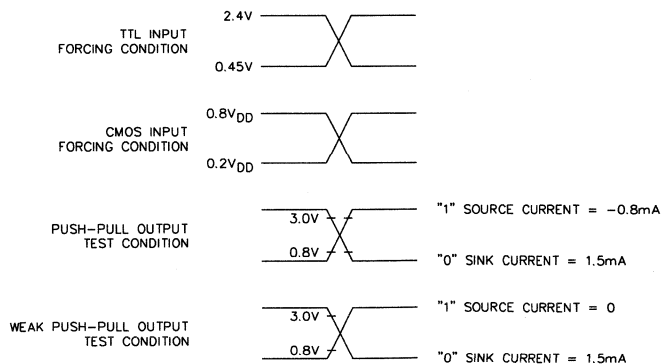 2.4V
TTL INPUT
FORCING CONDITION
0.45V
0.8VDD
CMOS INPUT
FORCING CONDITION
0.2VDD
3.0V
"1" SOURCE CURRENT = -0.8mA
PUSH-PULL OUTPUT
TEST CONDITION
0.8V
"0" SINK CURRENT = 1.5mA
3.0V
"1" SOURCE CURRENT = 0
WEAK PUSH-PULL OUTPUT
TEST CONDITION
0.8V
"0" SINK CURRENT = 1.5mA